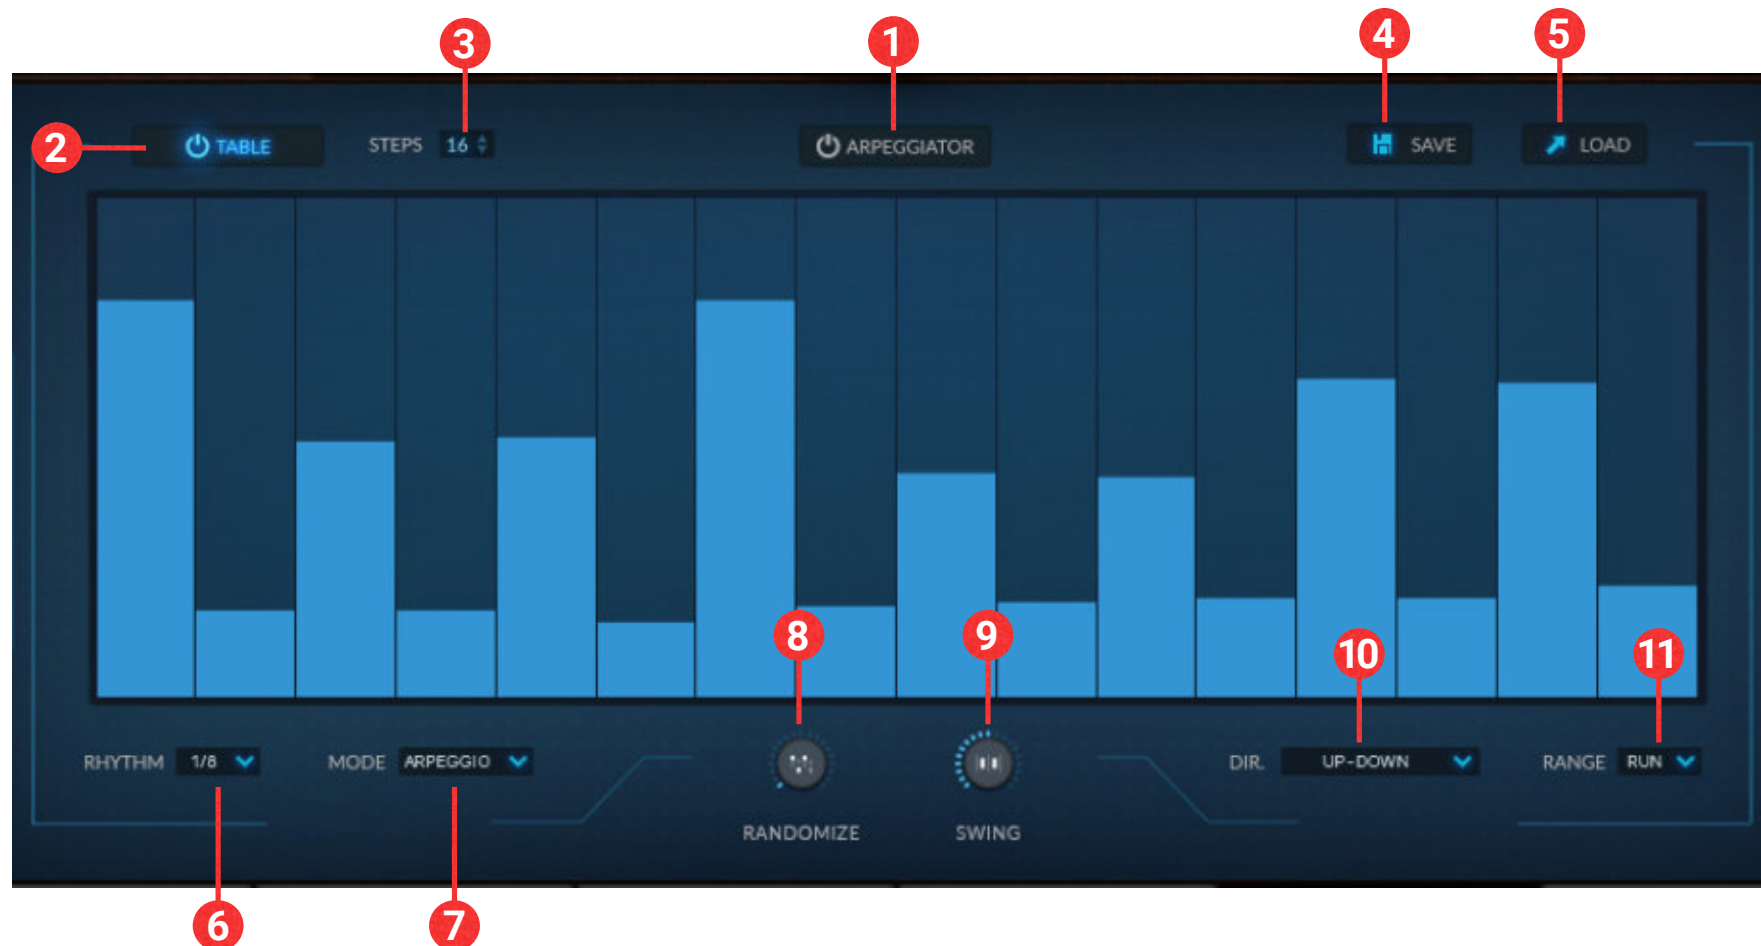 3 1 4 5
2 TABLE STEPS 16 ARPEGGIATOR SAVE LOAD
8 9 10 11
RHYTHM 1/8 MODE ARPEGGIO DIR. UP-DOWN RANGE RUN
RANDOMIZE SWING
6 7